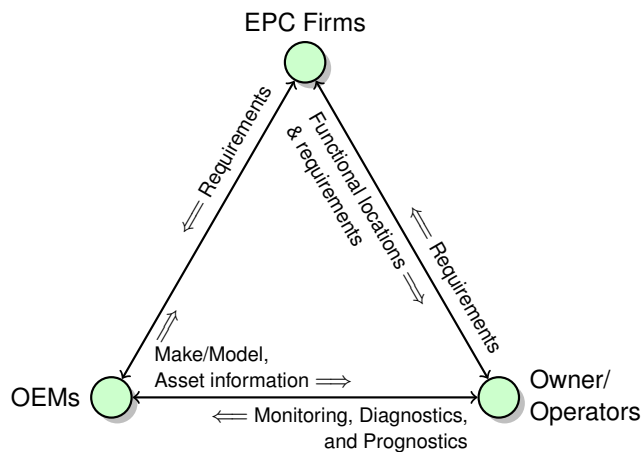 EPC Firms
⇐ Requirements
Functional locations ⇒
& requirements
⇐ Requirements
⇒
Make/Model,
Asset information ⇒
OEMs
Owner/
Operators
⇐ Monitoring, Diagnostics,
and Prognostics